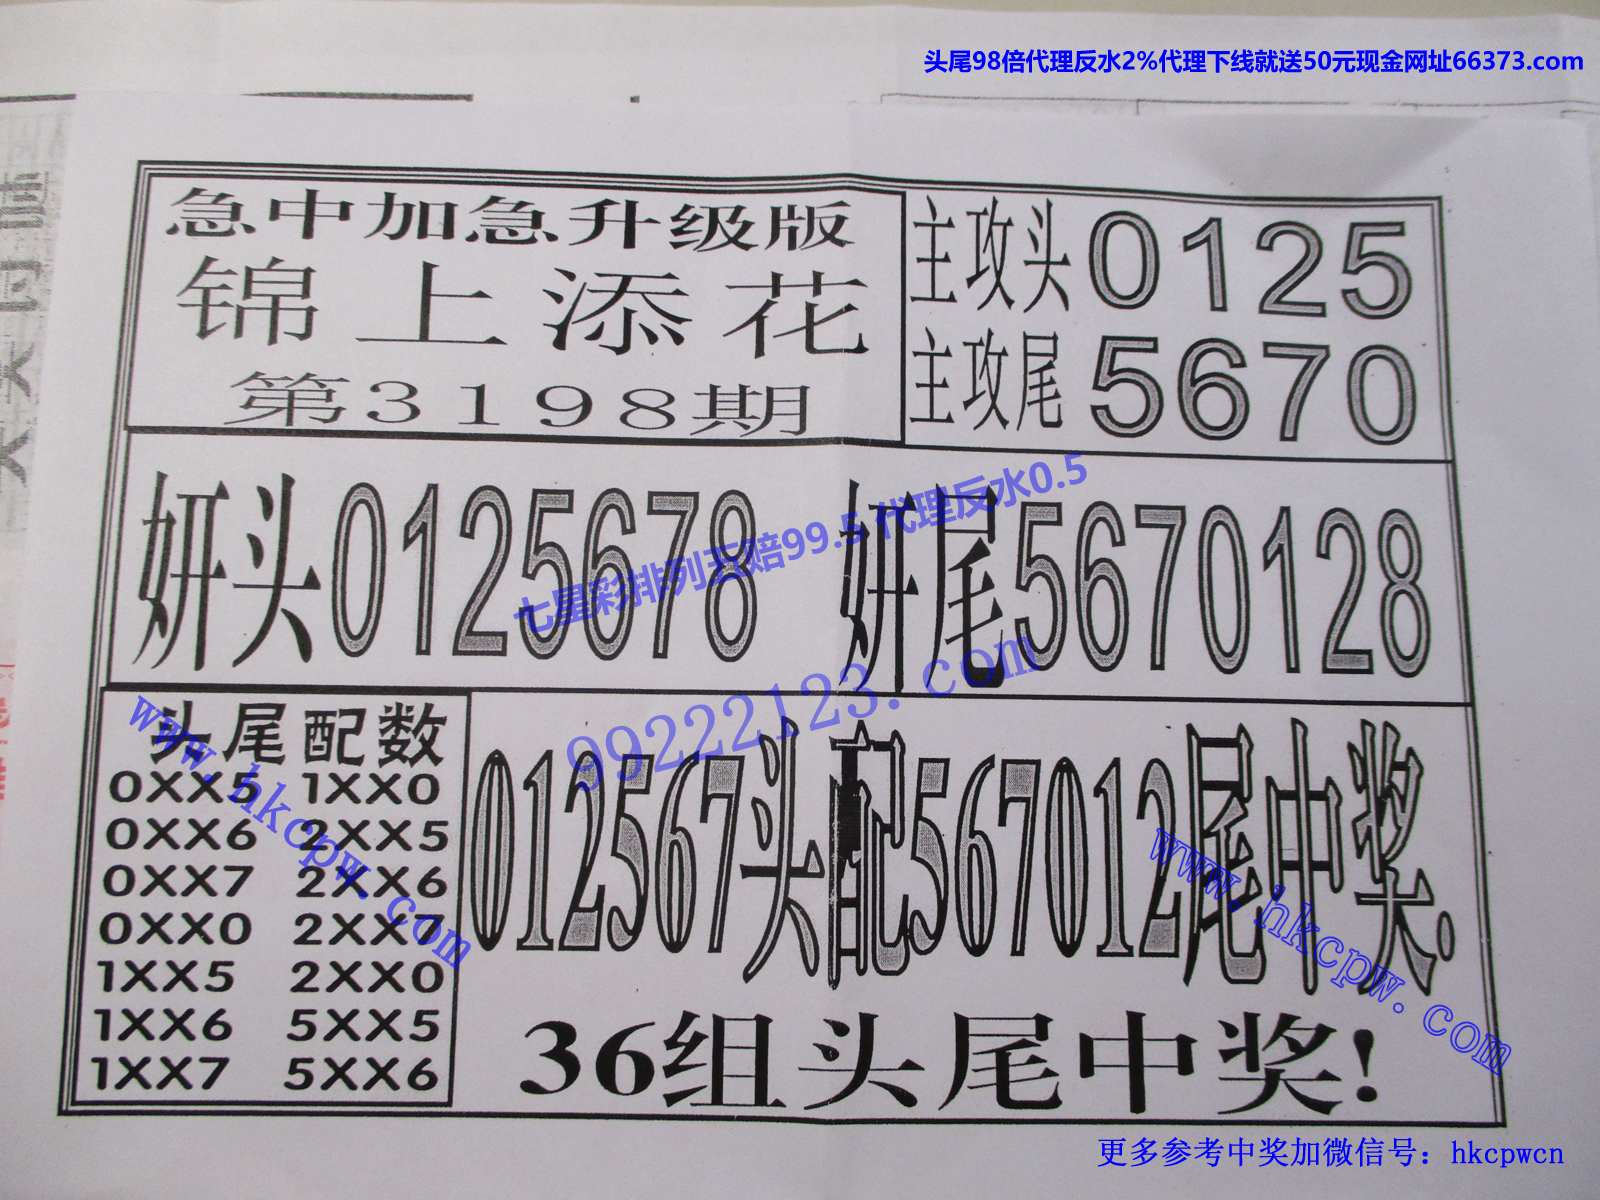 头尾98倍代理反水2%代理下线就送50元现金网址66373.com
急中加急升级版
锦上添花
第3198期
主攻头0125
主攻尾5670
妍头0125678
妍尾5670128
七星彩排列五赔99.5 代理反水0.5
99222123.com
头尾配数
0XX5 1XX0
0XX6 2XX5
0XX7 2XX6
0XX0 2XX7
1XX5 2XX0
1XX6 5XX5
1XX7 5XX6
www.hkcpw.com
012567头配567012尾中奖.
www.hkcpw.com
36组头尾中奖!
更多参考中奖加微信号：hkcpwcn